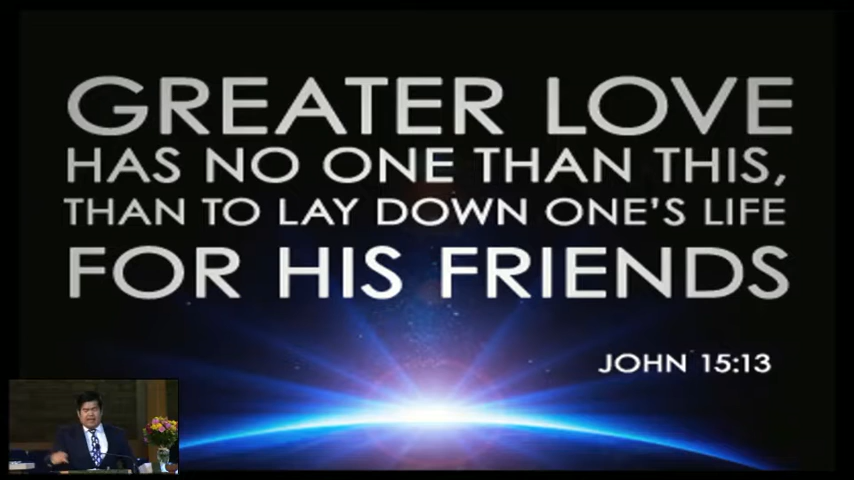 GREATER LOVE
HAS NO ONE THAN THIS,
THAN TO LAY DOWN ONE'S LIFE
FOR HIS FRIENDS
JOHN 15:13